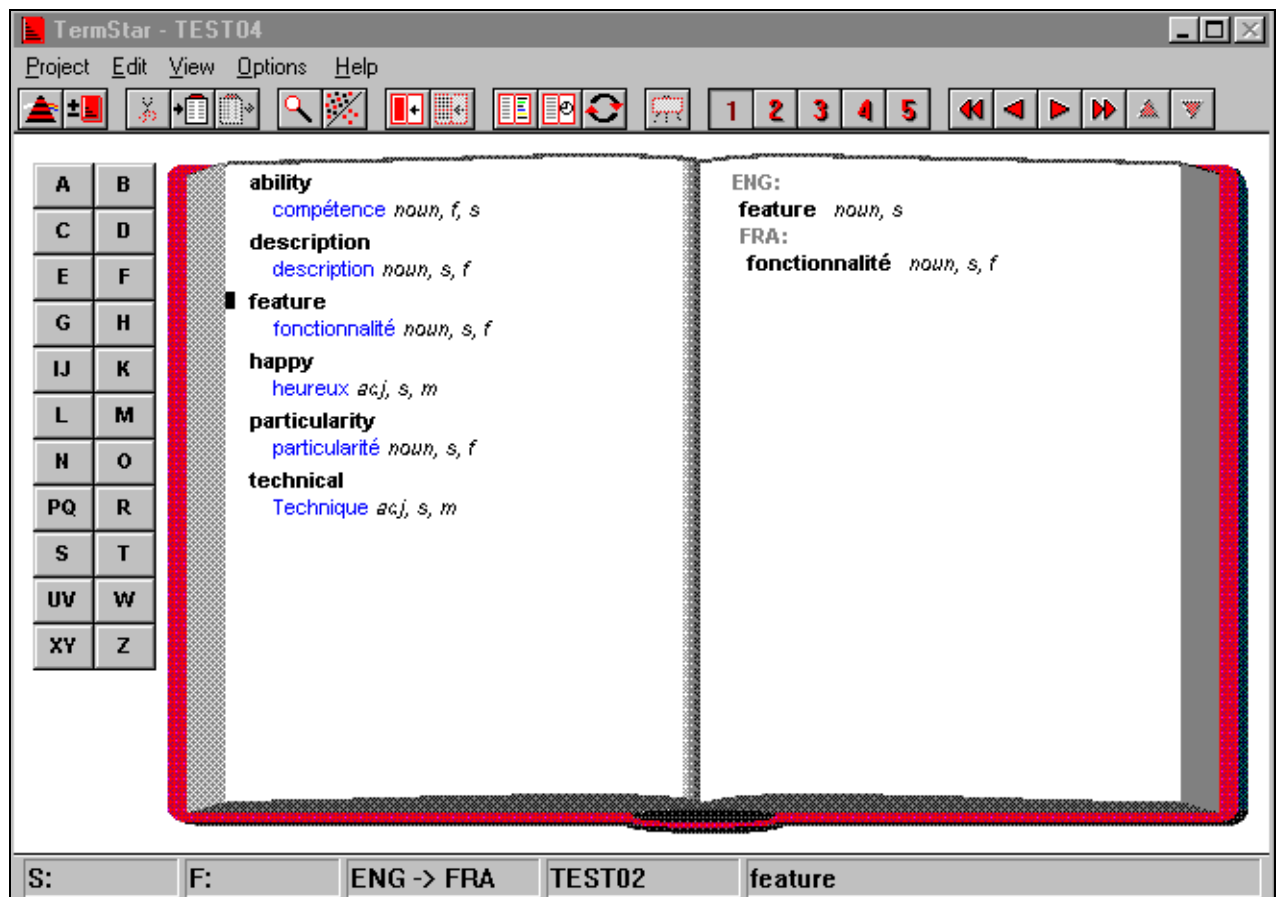 TermStar - TEST04
Project Edit View Options Help
1 2 3 4 5
A B
C D
E F
G H
IJ K
L M
N O
PQ R
S T
UV W
XY Z
ability
compétence noun, f, s
description
description noun, s, f
feature
fonctionnalité noun, s, f
happy
heureux acj, s, m
particularity
particularité noun, s, f
technical
Technique acj, s, m
ENG:
feature noun, s
FRA:
fonctionnalité noun, s, f
S: F: ENG -> FRA TEST02 feature